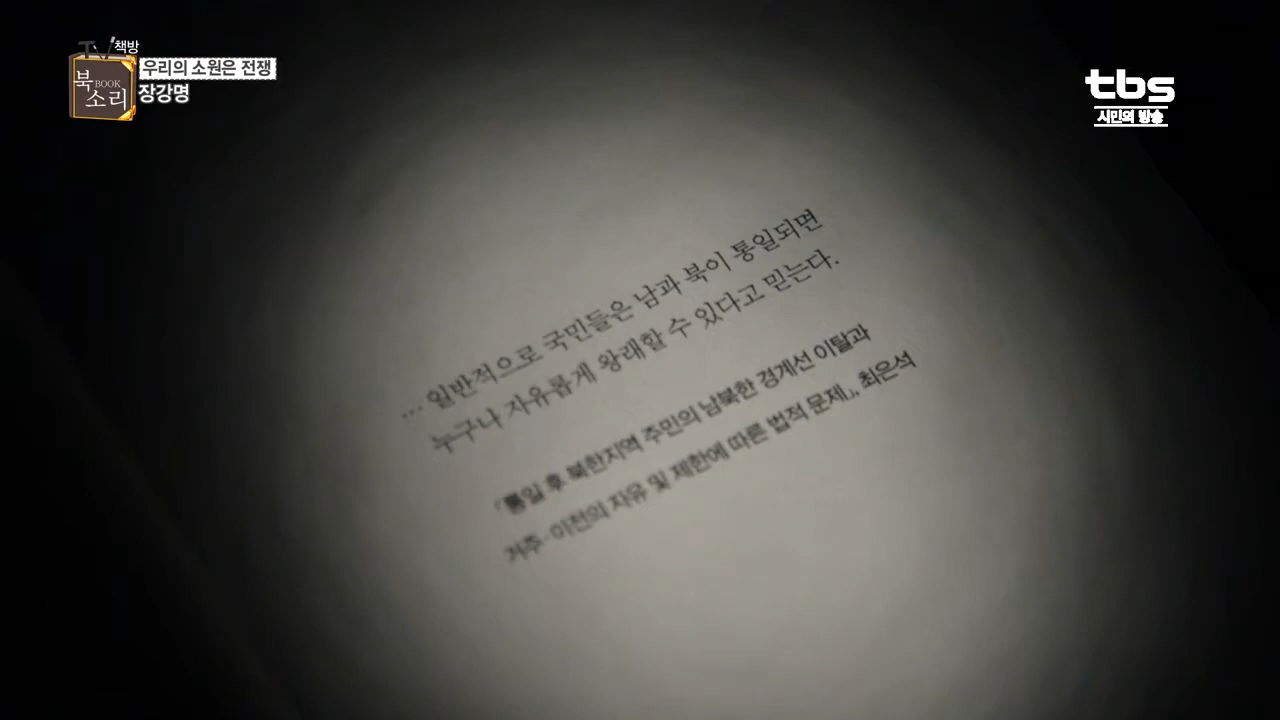 TV책방
북
BOOK
소리
우리의 소원은 전쟁
장강명
tbs
시민의 방송
… 일반적으로 국민들은 남과 북이 통일되면
누구나 자유롭게 왕래할 수 있다고 믿는다.
『통일 후 북한지역 주민의 남북한 경계선 이탈과
거주·이전의 자유 및 제한에 따른 법적 문제』, 최은석